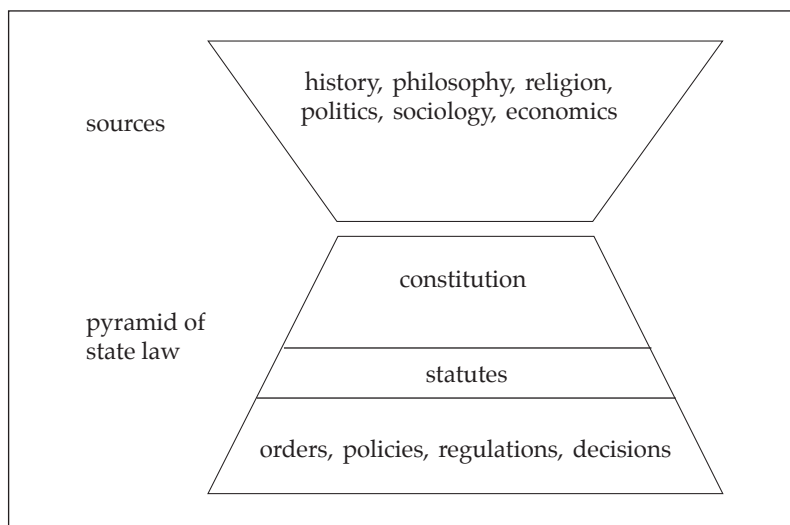 history, philosophy, religion,
politics, sociology, economics
sources
constitution
pyramid of
state law
statutes
orders, policies, regulations, decisions